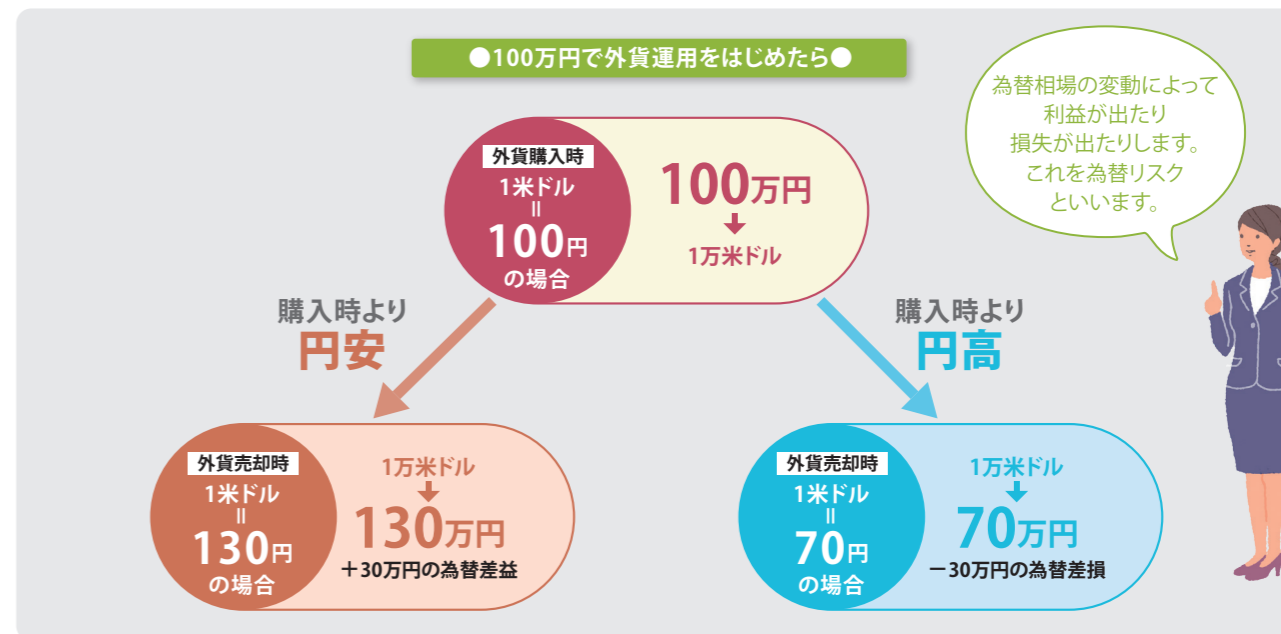 ●100万円で外貨運用をはじめたら●
為替相場の変動によって
利益が出たり
損失が出たりします。
これを為替リスク
といいます。
外貨購入時
1米ドル
=
100円
の場合
100万円
1万米ドル
購入時より
円安
購入時より
円高
外貨売却時
1米ドル
=
130円
の場合
1万米ドル
130万円
+30万円の為替差益
外貨売却時
1米ドル
=
70円
の場合
1万米ドル
70万円
-30万円の為替差損